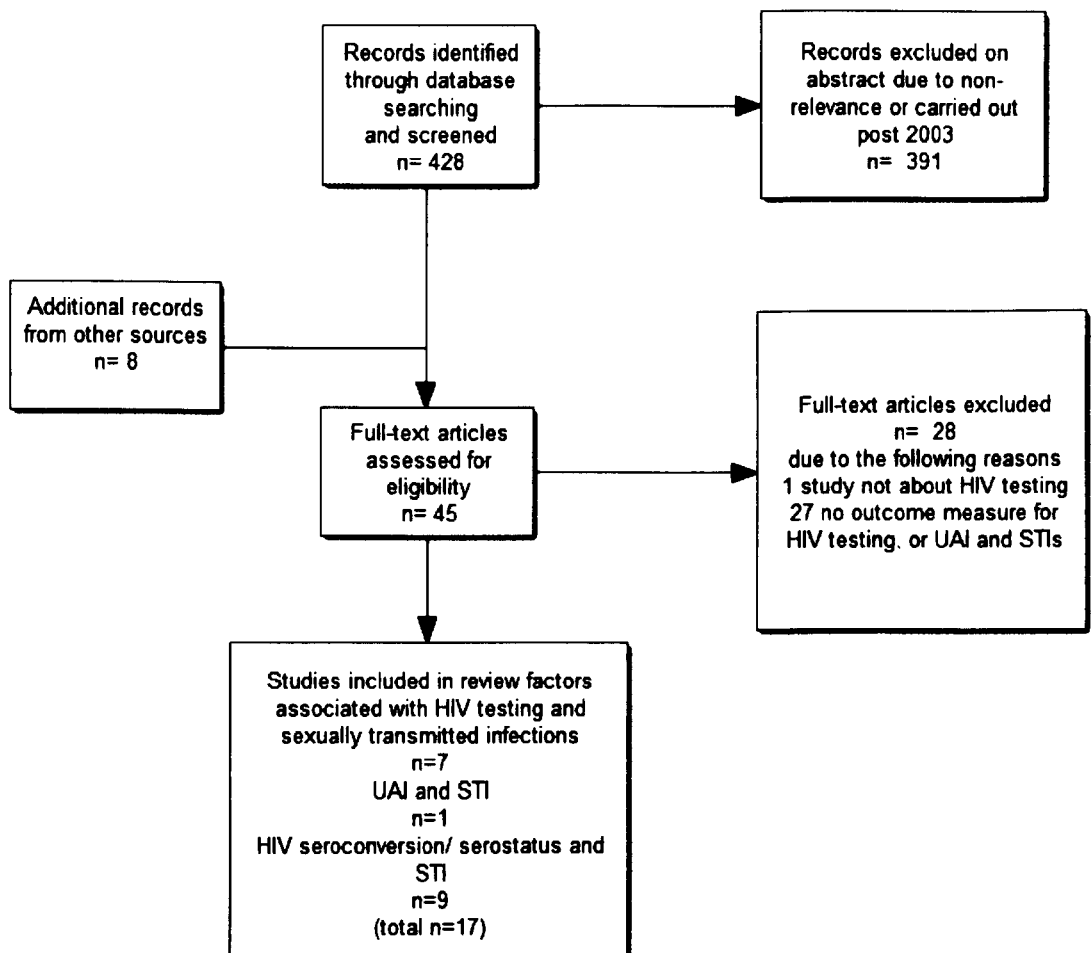 Records identified
through database
searching
and screened
n= 428
Records excluded on
abstract due to non-
relevance or carried out
post 2003
n= 391
Additional records
from other sources
n= 8
Full-text articles
assessed for
eligibility
n= 45
Full-text articles excluded
n= 28
due to the following reasons
1 study not about HIV testing
27 no outcome measure for
HIV testing, or UAI and STIs
Studies included in review factors
associated with HIV testing and
sexually transmitted infections
n=7
UAI and STI
n=1
HIV seroconversion/ serostatus and
STI
n=9
(total n=17)